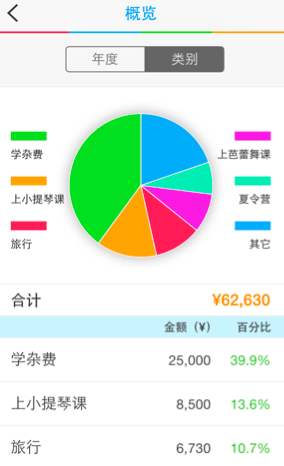 概览
年度 类别
学杂费 上芭蕾舞课
上小提琴课 夏令营
旅行 其它
合计 ¥62,630
金额（¥) 百分比
学杂费 25,000 39.9%
上小提琴课 8,500 13.6%
旅行 6,730 10.7%